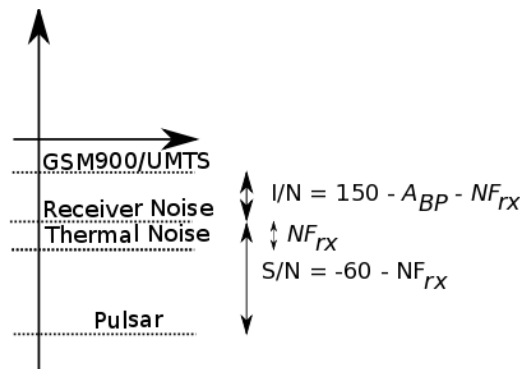 GSM900/UMTS
I/N = 150 - A_BP - NF_rx
Receiver Noise
Thermal Noise
NF_rx
S/N = -60 - NF_rx
Pulsar